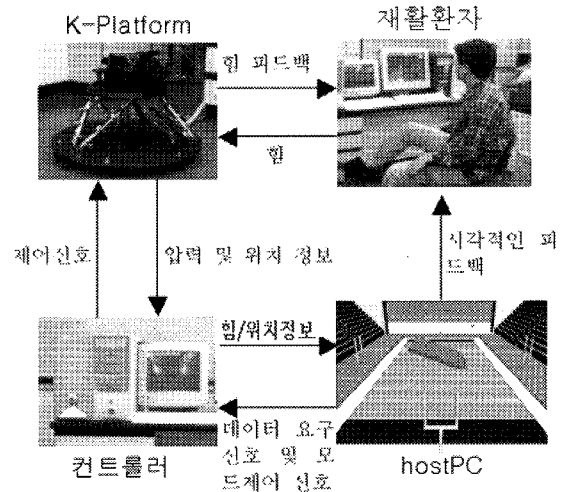 K-Platform
재활환자
힘 피드백
힘
제어신호
압력 및 위치 정보
시각적인 피
드백
힘/위치정보
데이터 요구
신호 및 모
드제어 신호
컨트롤러
hostPC